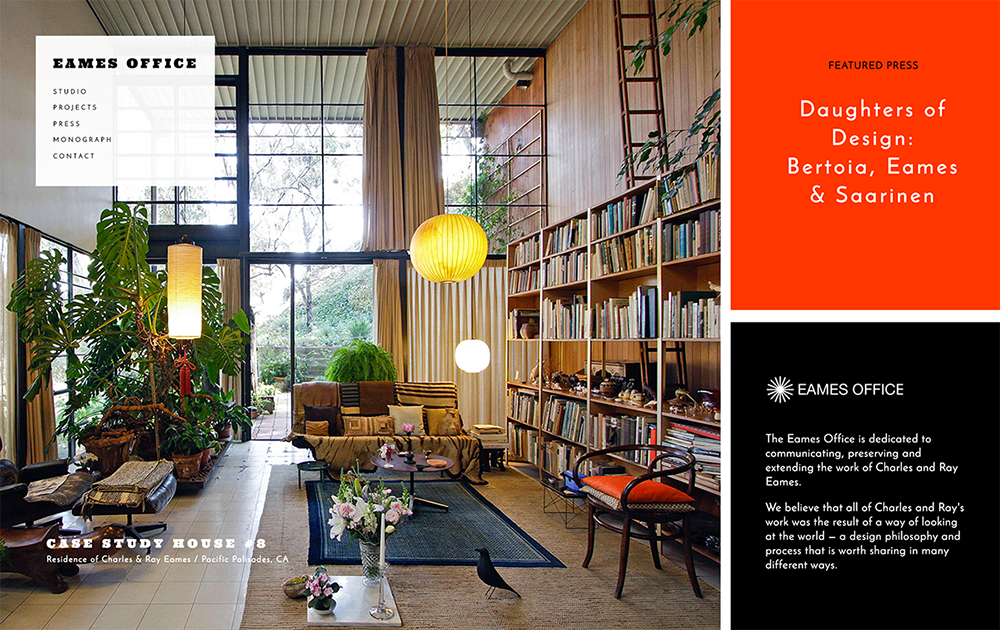 EAMES OFFICE
STUDIO
PROJECTS
PRESS
MONOGRAPH
CONTACT
CASE STUDY HOUSE #8
Residence of Charles & Ray Eames / Pacific Palisades, CA
FEATURED PRESS
Daughters of
Design:
Bertoia, Eames
& Saarinen
EAMES OFFICE
The Eames Office is dedicated to
communicating, preserving and
extending the work of Charles and Ray
Eames.
We believe that all of Charles and Ray's
work was the result of a way of looking
at the world – a design philosophy and
process that is worth sharing in many
different ways.